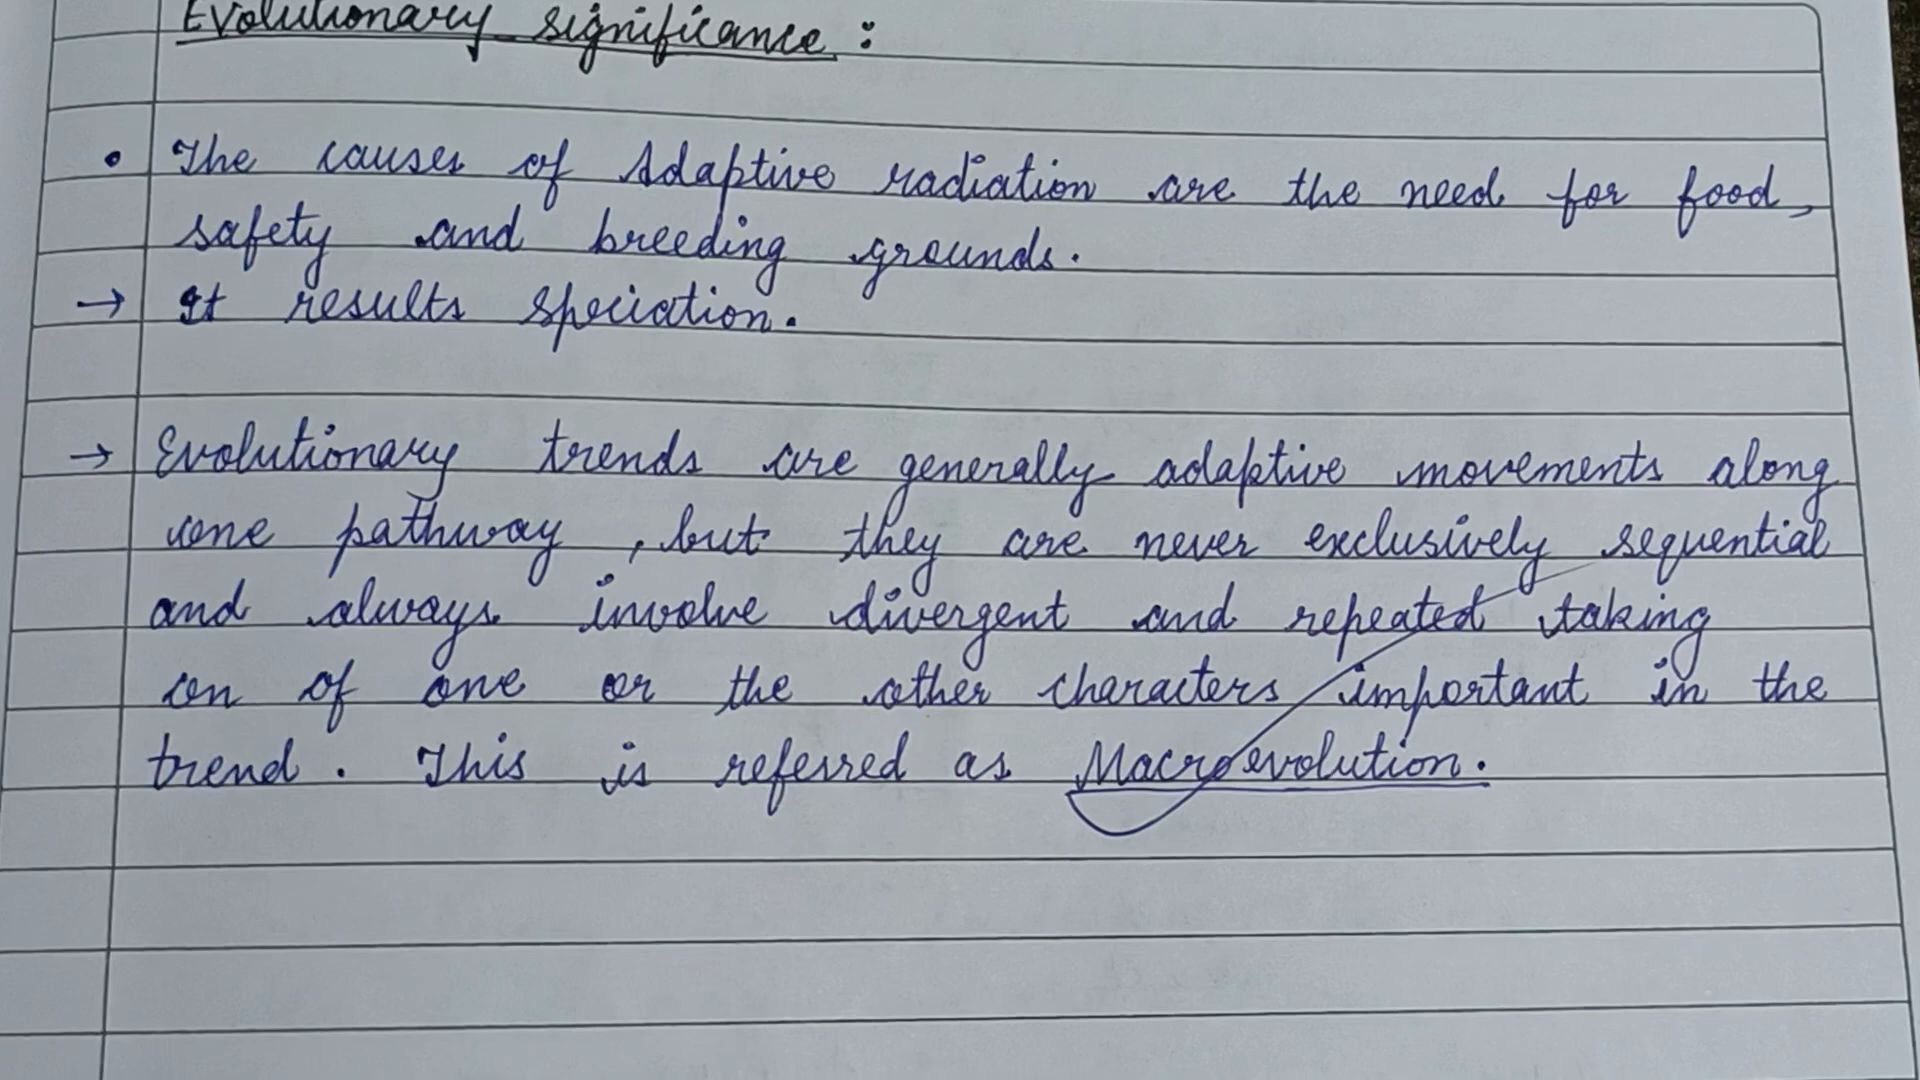 Evolutionary significance :
• The causes of Adaptive radiation are the need for food,
safety and breeding grounds.
→ It results speciation.
→ Evolutionary trends are generally adaptive movements along
one pathway, but they are never exclusively sequential
and always involve divergent and repeated taking
on of one or the other characters important in the
trend. This is referred as Macroevolution.